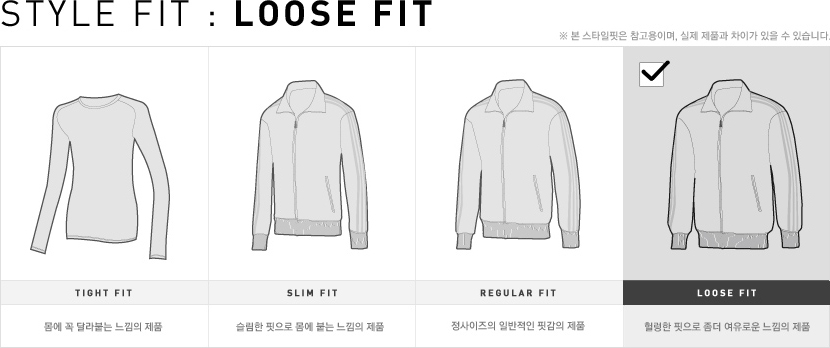 STYLE FIT : LOOSE FIT
※ 본 스타일핏은 참고용이며, 실제 제품과 차이가 있을 수 있습니다.
TIGHT FIT
SLIM FIT
REGULAR FIT
LOOSE FIT
몸에 꼭 달라붙는 느낌의 제품
슬림한 핏으로 몸에 붙는 느낌의 제품
정사이즈의 일반적인 핏감의 제품
헐렁한 핏으로 좀더 여유로운 느낌의 제품